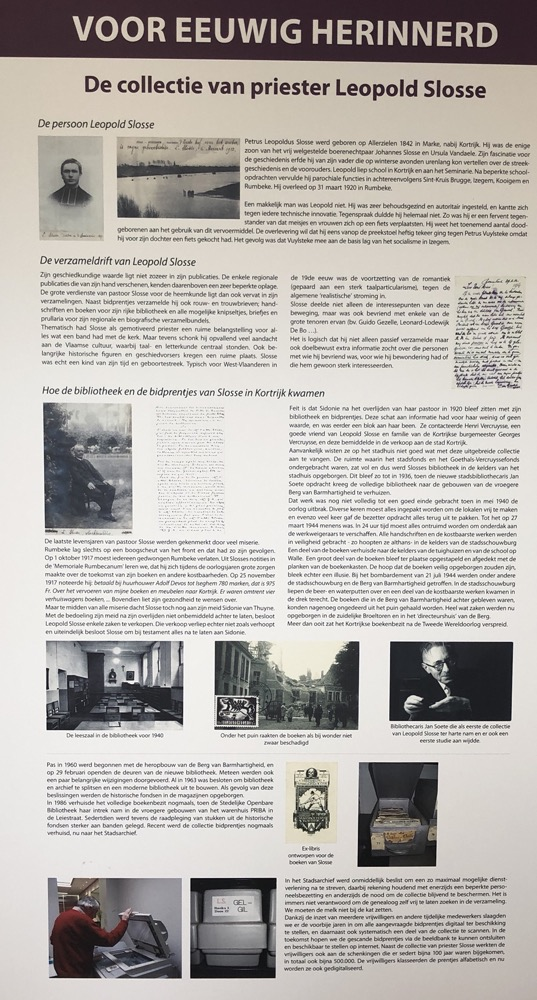 VOOR EEUWIG HERINNERD
De collectie van priester Leopold Slosse
De persoon Leopold Slosse
Petrus Leopoldus Slosse werd geboren op Allerzielen 1842 in Marke, nabij Kortrijk. Hij was de enige
zoon van het vrij welgestelde boerenechtpaar Johannes Slosse en Ursula Vandaele. Zijn fascinatie voor
de geschiedenis erfde hij van zijn vader die op winterse avonden urenlang kon vertellen over de streek-
geschiedenis en de voorouders. Leopold liep school in Kortrijk en aan het Seminarie. Na beperkte school-
opdrachten vervulde hij parochiale functies in achtereenvolgens Sint-Kruis Brugge, Izegem, Kooigem en
Rumbeke. Hij overleed op 31 maart 1920 in Rumbeke.
Een makkelijk man was Leopold niet. Hij was zeer behoudsgezind en autoritair ingesteld, en kantte zich
tegen iedere technische innovatie. Tegenspraak duldde hij helemaal niet. Zo was hij er een fervent tegen-
stander van dat meisjes en vrouwen zich op een fiets verplaatsten. Hij weet het toenemend aantal dood-
geborenen aan het gebruik van dit vervoermiddel. De overlevering wil dat hij eens vanop de preekstoel heftig tekeer ging tegen Petrus Vuylsteke omdat
hij voor zijn dochter een fiets gekocht had. Het gevolg was dat Vuylsteke mee aan de basis lag van het socialisme in Izegem.
De verzameldrift van Leopold Slosse
Zijn geschiedkundige waarde ligt niet zozeer in zijn publicaties. De enkele regionale
publicaties die van zijn hand verschenen, kenden daarenboven een zeer beperkte oplage.
De grote verdienste van pastoor Slosse voor de heemkunde ligt dan ook vervat in zijn
verzamelingen. Naast bidprentjes verzamelde hij ook rouw- en trouwbrieven; hand-
schriften en boeken voor zijn rijke bibliotheek en alle mogelijke knipseltjes, briefjes en
prullaria voor zijn regionale en biografische verzamelbundels.
Thematisch had Slosse als gemotiveerd priester een ruime belangstelling voor al-
les wat een band had met de kerk. Maar tevens schonk hij opvallend veel aandacht
aan de Vlaamse cultuur, waarbij taal- en letterkunde centraal stonden. Ook be-
langrijke historische figuren en geschiedvorsers kregen een ruime plaats. Slosse
was echt een kind van zijn tijd en geboortestreek. Typisch voor West-Vlaanderen in
de 19de eeuw was de voortzetting van de romantiek
(gepaard aan een sterk taalparticularisme), tegen de
algemene 'realistische' stroming in.
Slosse deelde niet alleen de interessepunten van deze
beweging, maar was ook bevriend met enkele van de
grote tenoren ervan (bv. Guido Gezelle, Leonard-Lodewijk
De Bo ...).
Het is logisch dat hij niet alleen passief verzamelde maar
ook doelbewust extra informatie zocht over de personen
met wie hij bevriend was, voor wie hij bewondering had of
die hem gewoon sterk interesseerden.
Hoe de bibliotheek en de bidprentjes van Slosse in Kortrijk kwamen
De laatste levensjaren van pastoor Slosse werden gekenmerkt door veel miserie.
Rumbeke lag slechts op een boogscheut van het front en dat had zo zijn gevolgen.
Op 1 oktober 1917 moest iedereen gedwongen Rumbeke verlaten. Uit Slosses notities in
de 'Memoriale Rumbecanum' leren we, dat hij zich tijdens de oorlogsjaren grote zorgen
maakte over de toekomst van zijn boeken en andere kostbaarheden. Op 25 november
1917 noteerde hij: betaald bij huurhouder Adolf Devos tot Iseghem 780 marken, dat is 975
Fr. Over het vervoeren van mijne boeken en meubelen naar Kortrijk. Er waren omtrent vier
verhuiswagens boeken, ... Bovendien liet zijn gezondheid te wensen over.
Maar te midden van alle miserie dacht Slosse toch nog aan zijn meid Sidonie van Thuyne.
Met de bedoeling zijn meid na zijn overlijden niet onbemiddeld achter te laten, besloot
Leopold Slosse enkele zaken te verkopen. Die verkoop verliep echter niet zoals verhoopt
en uiteindelijk besloot Slosse om bij testament alles na te laten aan Sidonie.
Feit is dat Sidonie na het overlijden van haar pastoor in 1920 bleef zitten met zijn
bibliotheek en bidprentjes. Deze schat aan informatie had voor haar weinig of geen
waarde, en was eerder een blok aan haar been. Ze contacteerde Henri Vercruysse, een
goede vriend van Leopold Slosse en familie van de Kortrijkse burgemeester Georges
Vercruysse, en deze bemiddelde in de verkoop aan de stad Kortrijk.
Aanvankelijk wisten ze op het stadhuis niet goed wat met deze uitgebreide collectie
aan te vangen. De ruimte waarin het stadsfonds en het Goethals-Vercruyssefonds
ondergebracht waren, zat vol en dus werd Slosses bibliotheek in de kelders van het
stadhuis opgeborgen. Dit bleef zo tot in 1936, toen de nieuwe stadsbibliothecaris Jan
Soete opdracht kreeg de volledige bibliotheek naar de gebouwen van de vroegere
Berg van Barmhartigheid te verhuizen.
Dat werk was nog niet volledig tot een goed einde gebracht toen in mei 1940 de
oorlog uitbrak. Diverse keren moest alles ingepakt worden om de lokalen vrij te maken
en evenzo veel keer gaf de bezetter opdracht alles terug uit te pakken. Tot het op 27
maart 1944 menens was. In 24 uur tijd moest alles ontruimd worden om onderdak aan
de werkweigeraars te verschaffen. Alle handschriften en de kostbaarste werken werden
in veiligheid gebracht - zo hoopten ze althans- in de kelders van de stadsschouwburg
Een deel van de boeken verhuisde naar de kelders van de tuighuizen en van de school op
Walle. Een groot deel van de boeken bleef ter plaatse opgestapeld en afgedekt met de
planken van de boekenkasten. De hoop dat de boeken veilig opgeborgen zouden zijn,
bleek echter een illusie. Bij het bombardement van 21 juli 1944 werden onder andere
de stadsschouwburg en de Berg van Barmhartigheid getroffen. In de stadsschouwburg
liepen de beer- en waterputten over en een deel van de kostbaarste werken kwamen in
de drek terecht. De boeken die in de Berg van Barmhartigheid achter gebleven waren,
konden nagenoeg ongedeerd uit het puin gehaald worden. Heel wat zaken werden nu
opgeborgen in de zuidelijke Broeltoren en in het 'directeurshuis' van de Berg.
Meer dan ooit zat het Kortrijkse boekenbezit na de Tweede Wereldoorlog verspreid.
De leeszaal in de bibliotheek voor 1940
Onder het puin raakten de boeken als bij wonder niet
zwaar beschadigd
Bibliothecaris Jan Soete die als eerste de collectie
van Leopold Slosse ter harte nam en er ook een
eerste studie aan wijdde.
Pas in 1960 werd begonnen met de heropbouw van de Berg van Barmhartigheid, en
op 29 februari openden de deuren van de nieuwe bibliotheek. Meteen werden ook
een paar belangrijke wijzigingen doorgevoerd. Al in 1963 was besloten om bibliotheek
en archief te splitsen en een moderne bibliotheek uit te bouwen. Als gevolg van deze
beslissingen werden de historische fondsen in de magazijnen opgeborgen.
In 1986 verhuisde het volledige boekenbezit nogmaals, toen de Stedelijke Openbare
Bibliotheek haar intrek nam in de vroegere gebouwen van het warenhuis PRIBA in
de Leiestraat. Sedertdien werd tevens de raadpleging van stukken uit de historische
fondsen sterker aan banden gelegd. Recent werd de collectie bidprentjes nogmaals
verhuisd, nu naar het Stadsarchief.
Ex-libris
ontworpen voor de
boeken van Slosse
GEL-
GIL
In het Stadsarchief werd onmiddellijk beslist om een zo maximaal mogelijke dienst-
verlening na te streven, daarbij rekening houdend met enerzijds een beperkte perso-
neelsbezetting en anderzijds de nood om de collectie blijvend te beschermen. Het is
immers niet verantwoord om de genealoog zelf vrij te laten zoeken in de verzameling.
We moeten de melk niet bij de kat zetten.
Dankzij de inzet van meerdere vrijwilligers en andere tijdelijke medewerkers slaagden
we er de voorbije jaren in om alle aangevraagde bidprentjes digitaal ter beschikking
te stellen, en daarnaast ook systematisch een deel van de collectie te scannen. In de
toekomst hopen we de gescande bidprentjes via de beeldbank te kunnen ontsluiten
en beschikbaar te stellen op internet. Naast de collectie van priester Slosse werkten de
vrijwilligers ook aan de schenkingen die er sedert bijna 100 jaar waren bijgekomen,
in totaal ook bijna 500.000. De vrijwilligers klasseerden de prentjes alfabetisch en nu
worden ze ook gedigitaliseerd.